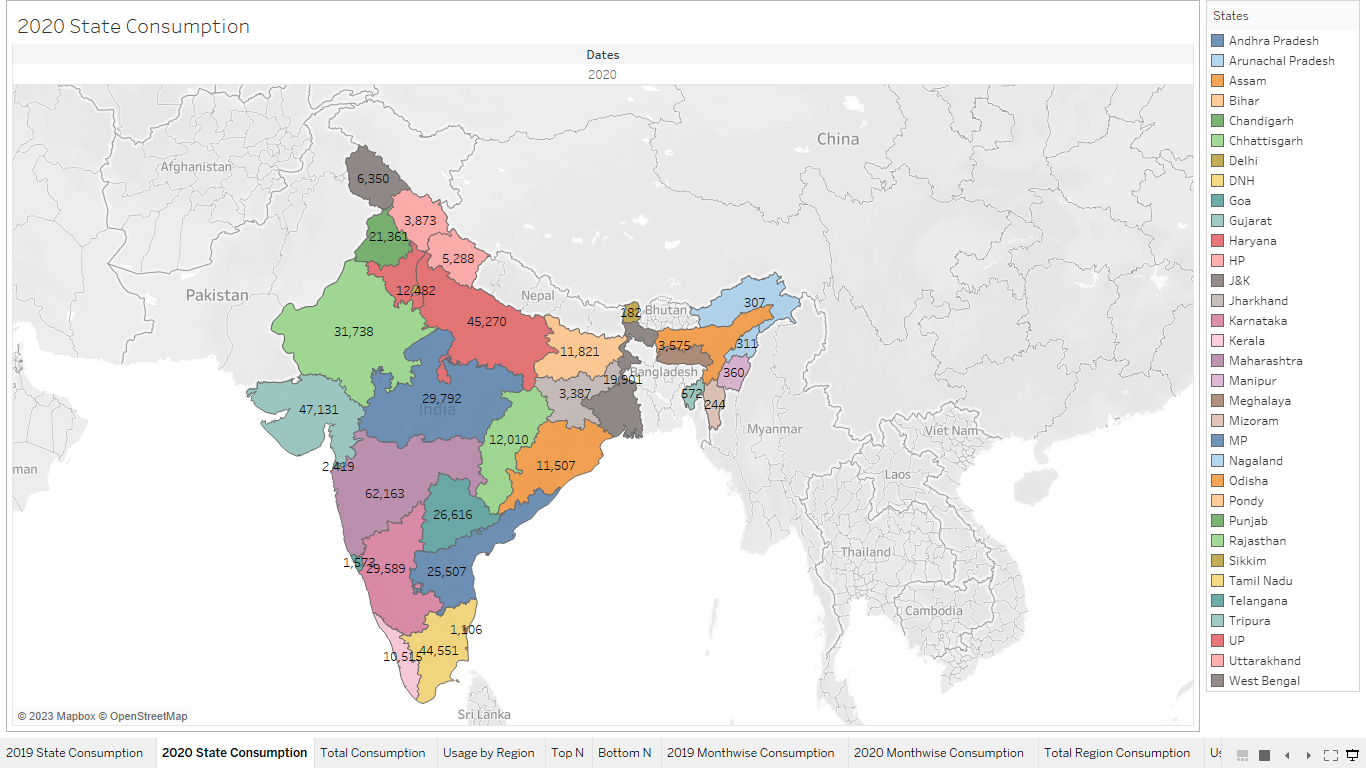 2020 State Consumption
Dates
2020
China
Afghanistan
6,350
3,873
21,361
5,288
Pakistan
12,482
Nepal
307
182
Bhutan
45,270
31,738
3,575
311
11,821
Bangladesh
360
19,901
3,387
572
29,792
India
244
47,131
Myanmar
Viet Nam
12,010
11,507
2,419
man
Laos
62,163
26,616
Thailand
1,573
29,589
25,507
Cambodia
1,106
44,551
10,515
Sri Lanka
© 2023 Mapbox © OpenStreetMap
States
Andhra Pradesh
Arunachal Pradesh
Assam
Bihar
Chandigarh
Chhattisgarh
Delhi
DNH
Goa
Gujarat
Haryana
HP
J&K
Jharkhand
Karnataka
Kerala
Maharashtra
Manipur
Meghalaya
Mizoram
MP
Nagaland
Odisha
Pondy
Punjab
Rajasthan
Sikkim
Tamil Nadu
Telangana
Tripura
UP
Uttarakhand
West Bengal
2019 State Consumption
2020 State Consumption
Total Consumption
Usage by Region
Top N
Bottom N
2019 Monthwise Consumption
2020 Monthwise Consumption
Total Region Consumption